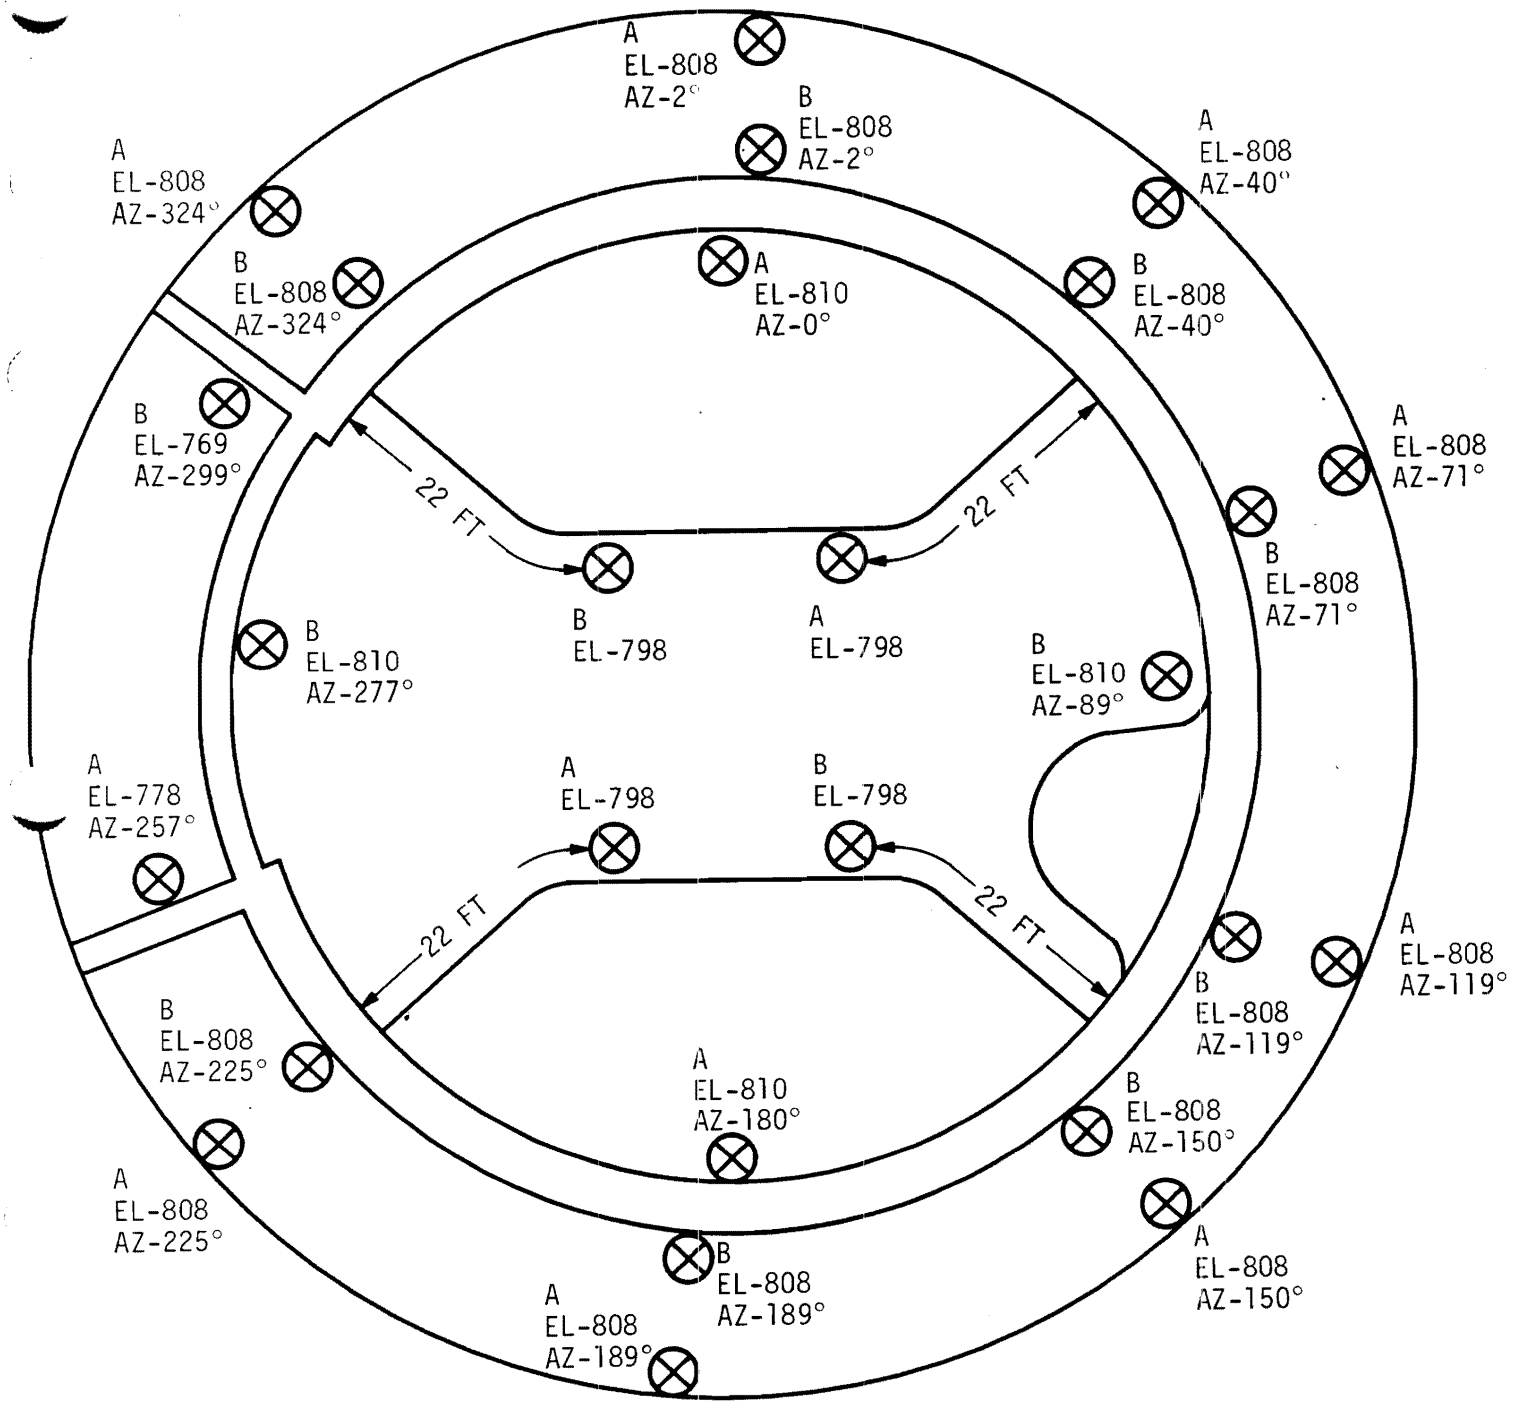 A
EL-808
AZ-2°
B
EL-808
AZ-2°
A
EL-808
AZ-40°
A
EL-808
AZ-324°
B
EL-808
AZ-324°
A
EL-810
AZ-0°
B
EL-808
AZ-40°
B
EL-769
AZ-299°
A
EL-808
AZ-71°
22 FT
22 FT
B
EL-808
AZ-71°
B
EL-798
A
EL-798
B
EL-810
AZ-277°
B
EL-810
AZ-89°
A
EL-778
AZ-257°
A
EL-798
B
EL-798
22 FT
22 FT
A
EL-808
AZ-119°
B
EL-808
AZ-119°
B
EL-808
AZ-225°
A
EL-810
AZ-180°
B
EL-808
AZ-150°
A
EL-808
AZ-225°
A
EL-808
AZ-150°
B
EL-808
AZ-189°
A
EL-808
AZ-189°